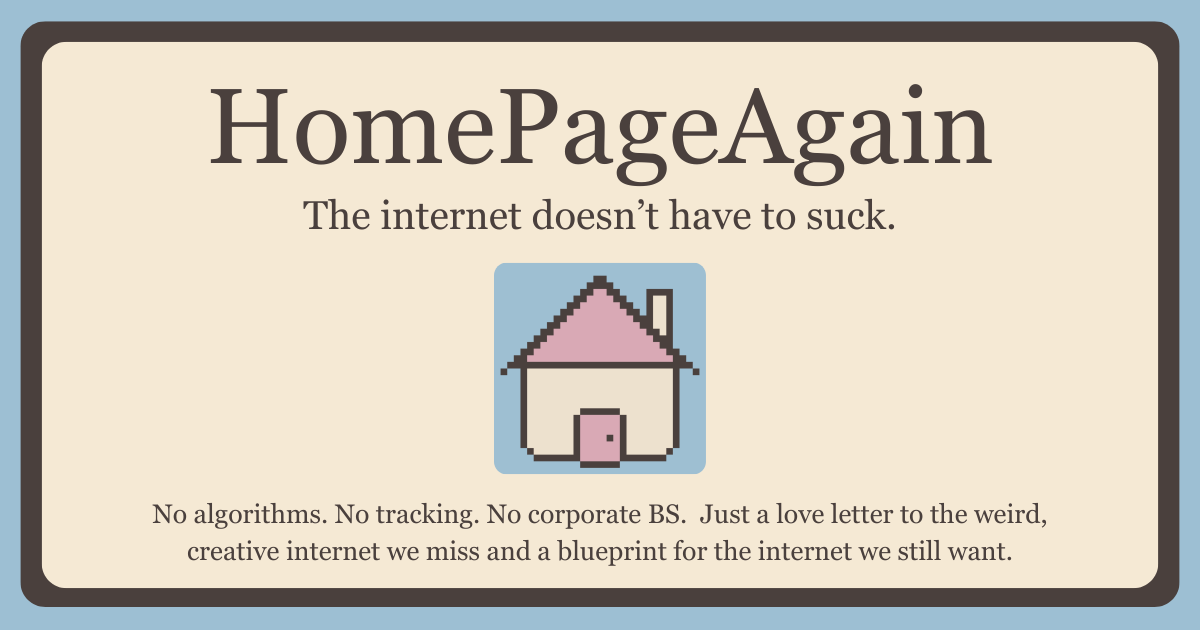 HomePageAgain
The internet doesn’t have to suck.
No algorithms. No tracking. No corporate BS.  Just a love letter to the weird,
creative internet we miss and a blueprint for the internet we still want.